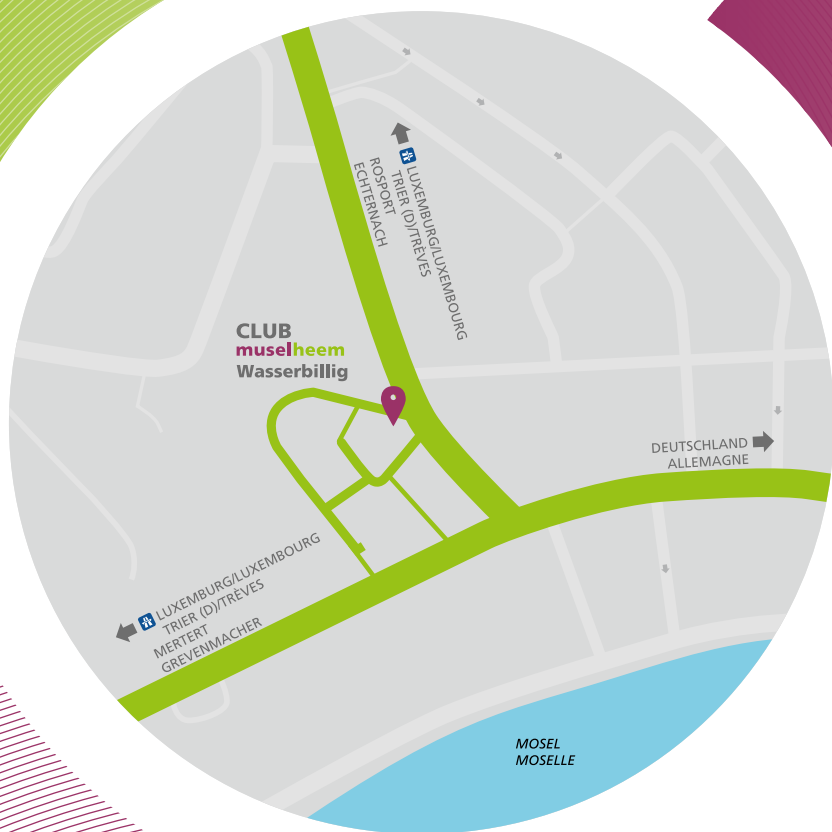 LUXEMBURG/LUXEMBOURG
TRIER (D)/TRÈVES
ROSPORT
ECHTERNACH
CLUB
muselheem
Wasserbillig
DEUTSCHLAND
ALLEMAGNE
LUXEMBURG/LUXEMBOURG
TRIER (D)/TRÈVES
MERTERT
GREVENMACHER
MOSEL
MOSELLE